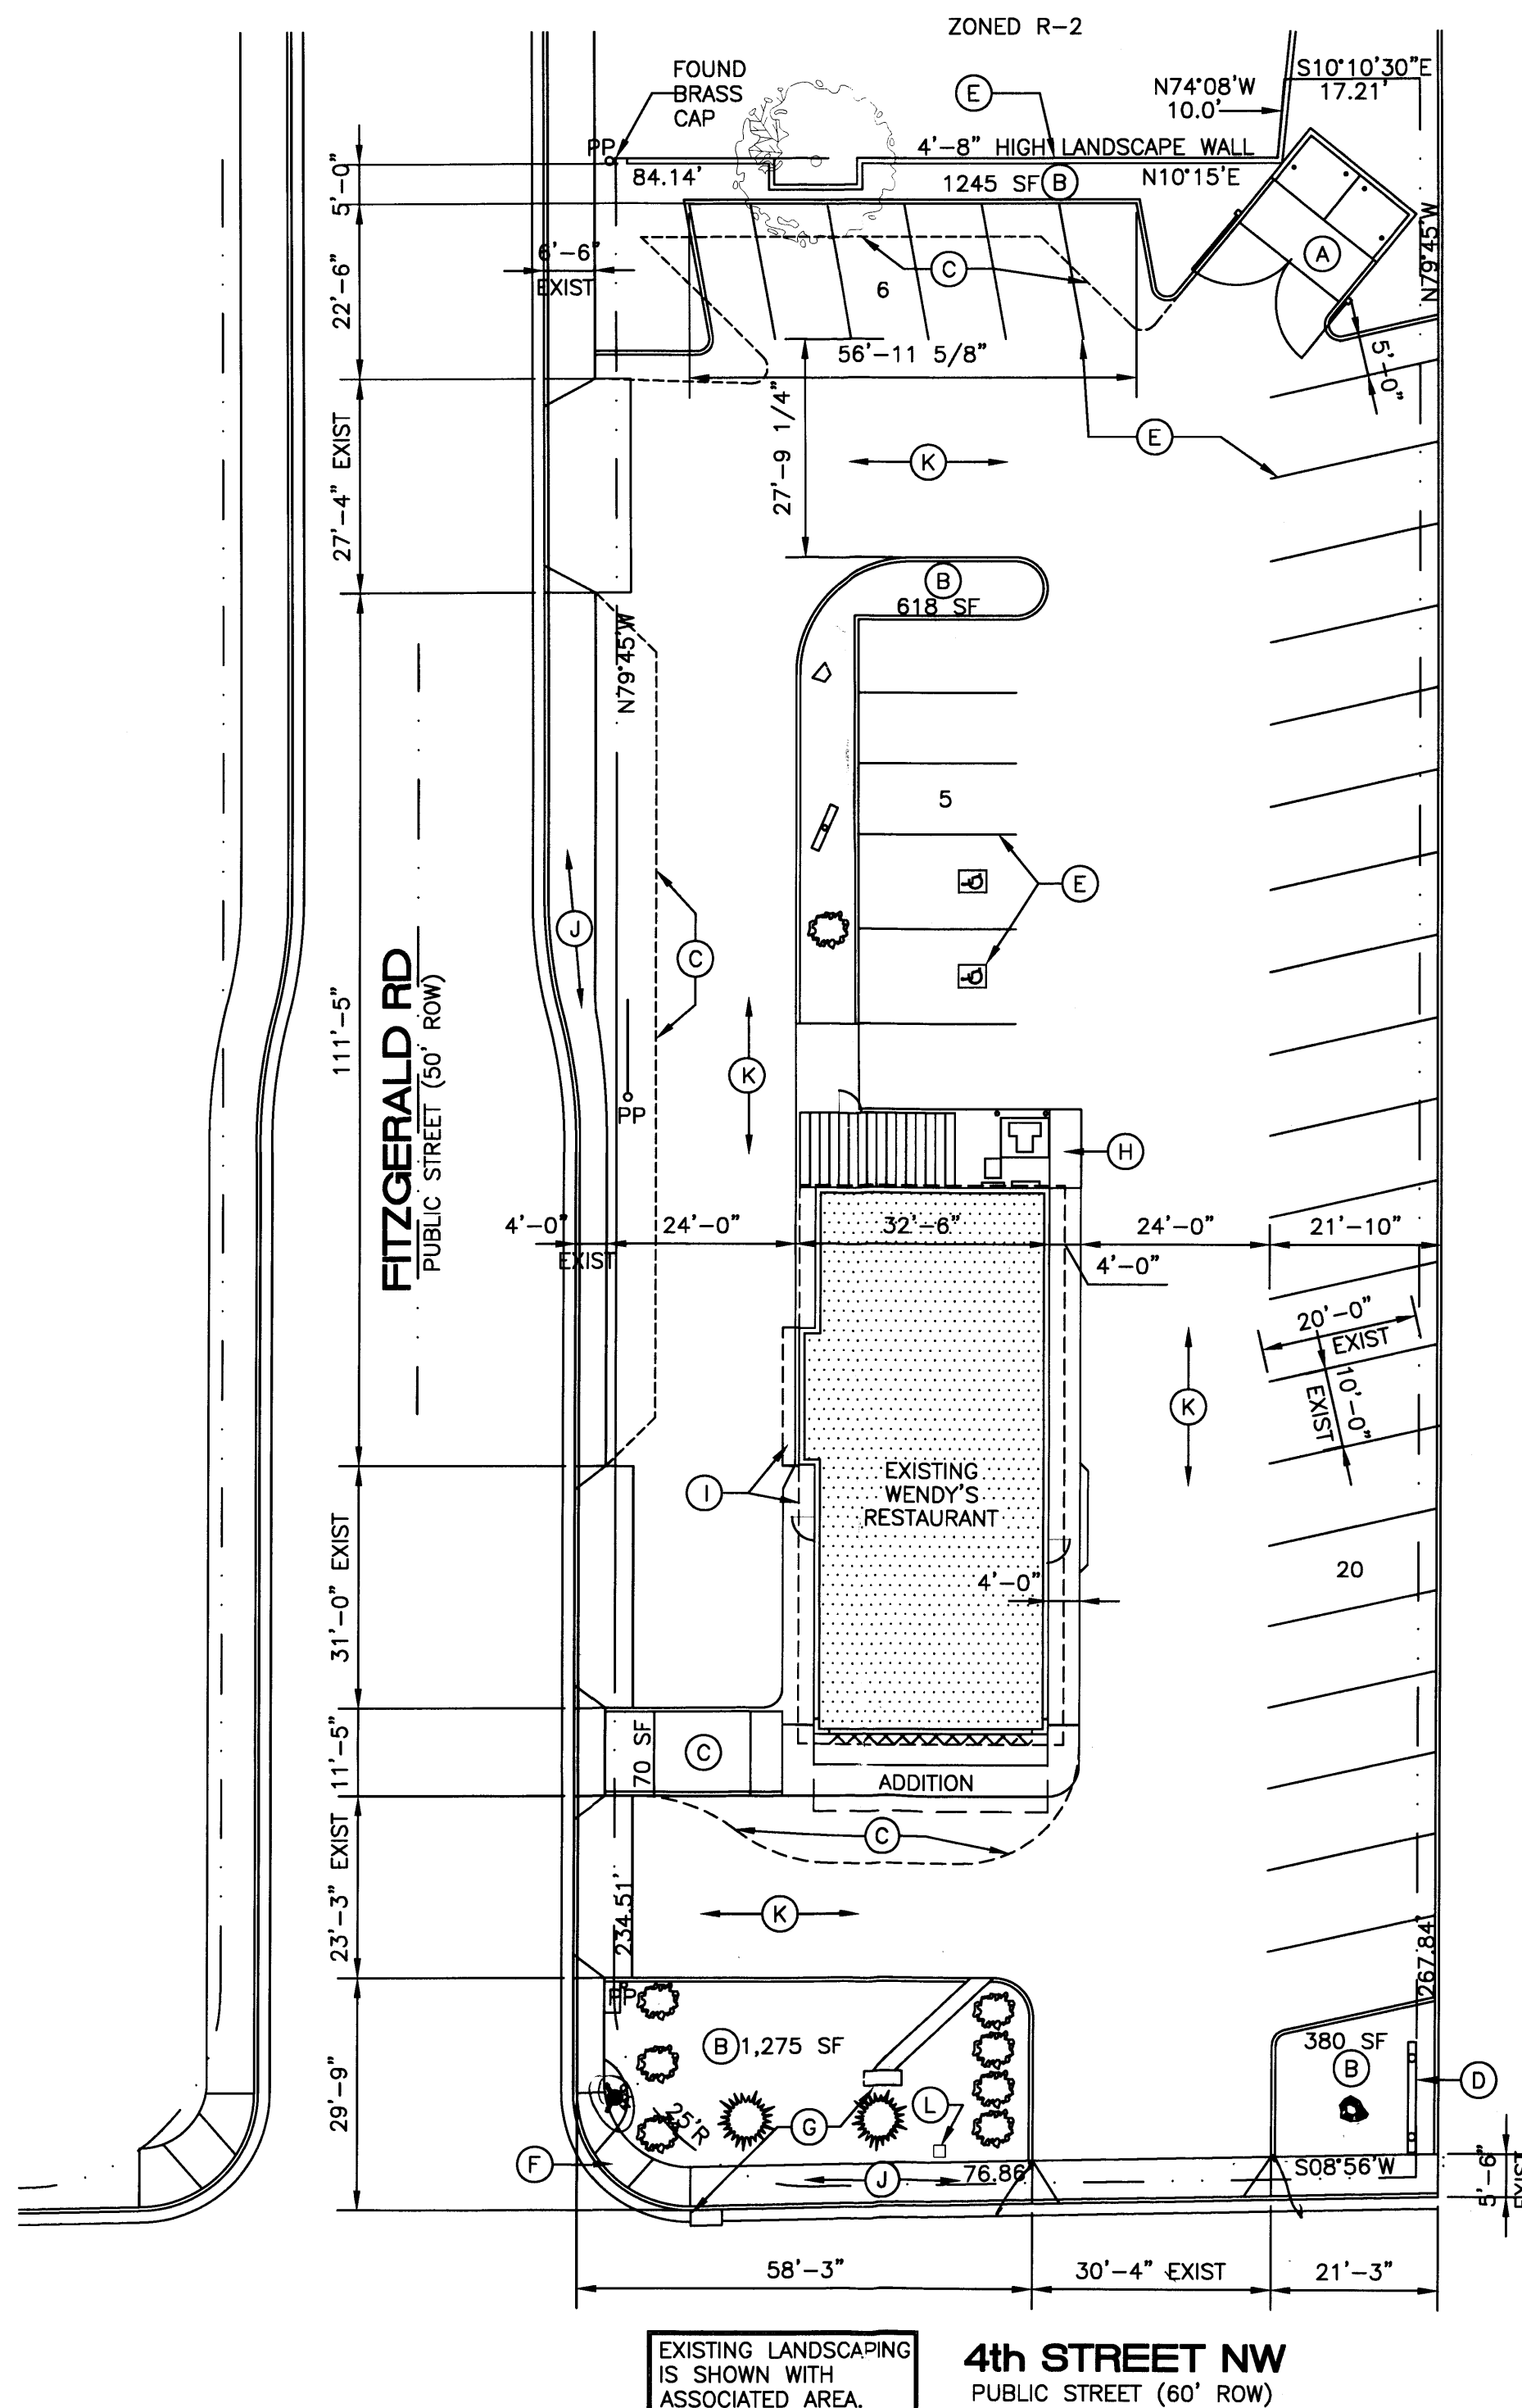 ZONED R-2
FOUND
BRASS
CAP
E
N74°08'W
10.0'
S10°10'30"E
17.21'
PP
4'-8" HIGH LANDSCAPE WALL
84.14'
1245 SF
B
N10°15'E
5'-0"
6'-6"
EXIST
22'-6"
C
6
A
N79°45'W
56'-11 5/8"
5'-0"
27'-4" EXIST
27'-9 1/4"
K
E
B
618 SF
N79°45'W
5
E
J
C
111'-5"
FITZGERALD RD
PUBLIC STREET (50' ROW)
K
PP
H
4'-0"
EXIST
24'-0"
32'-6"
24'-0"
21'-10"
4'-0"
20'-0"
EXIST
10'-0"
EXIST
K
I
EXISTING
WENDY'S
RESTAURANT
31'-0" EXIST
4'-0"
20
11'-5"
70 SF
C
ADDITION
C
23'-3" EXIST
234.51'
K
267.84'
PP
B
1,275 SF
380 SF
B
D
29'-9"
25'R
G
L
F
J
76.86
S08°56'W
5'-6"
EXIST
58'-3"
30'-4" EXIST
21'-3"
EXISTING LANDSCAPING
IS SHOWN WITH
ASSOCIATED AREA.
4th STREET NW
PUBLIC STREET (60' ROW)